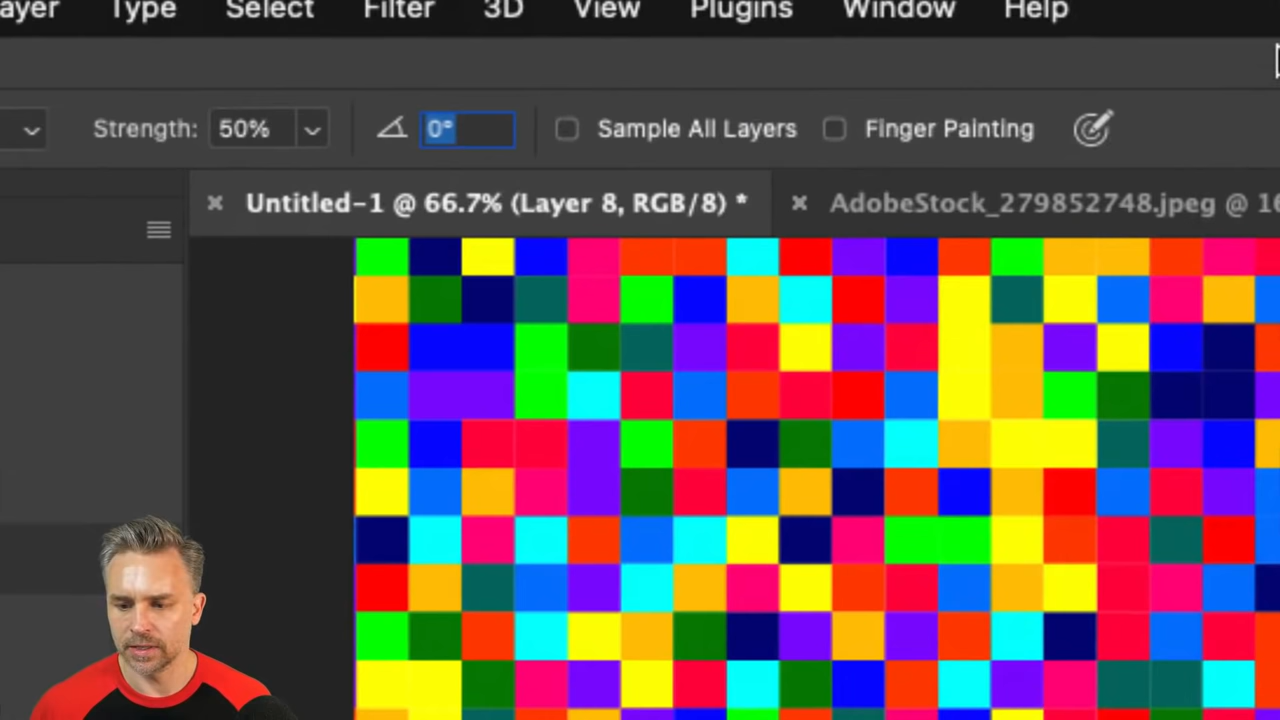 ayer Type Select Filter 3D View Plugins Window Help
Strength: 50% 0° Sample All Layers Finger Painting
Untitled-1 @ 66.7% (Layer 8, RGB/8) * AdobeStock_279852748.jpeg @ 16